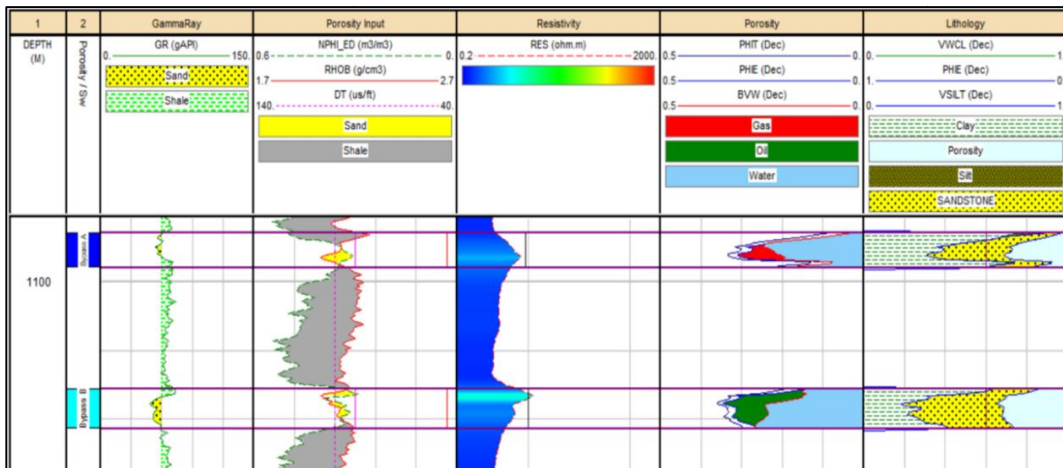 1
2
GammaRay
Porosity Input
Resistivity
Porosity
Lithology
DEPTH
(M)
Porosity / Sw
GR (gAPI)
0. 150.
Sand
Shale
NPHI_ED (m3/m3)
0.6 0.
RHOB (g/cm3)
1.7 2.7
DT (us/ft)
140. 40.
Sand
Shale
RES (ohm.m)
0.2 2000.
PHIT (Dec)
0.5 0.
PHIE (Dec)
0.5 0.
BVW (Dec)
0.5 0.
Gas
Oil
Water
VWCL (Dec)
0. 1.
PHIE (Dec)
1. 0.
VSILT (Dec)
0. 1.
Clay
Porosity
Silt
SANDSTONE
Bypass A
1100
Bypass B